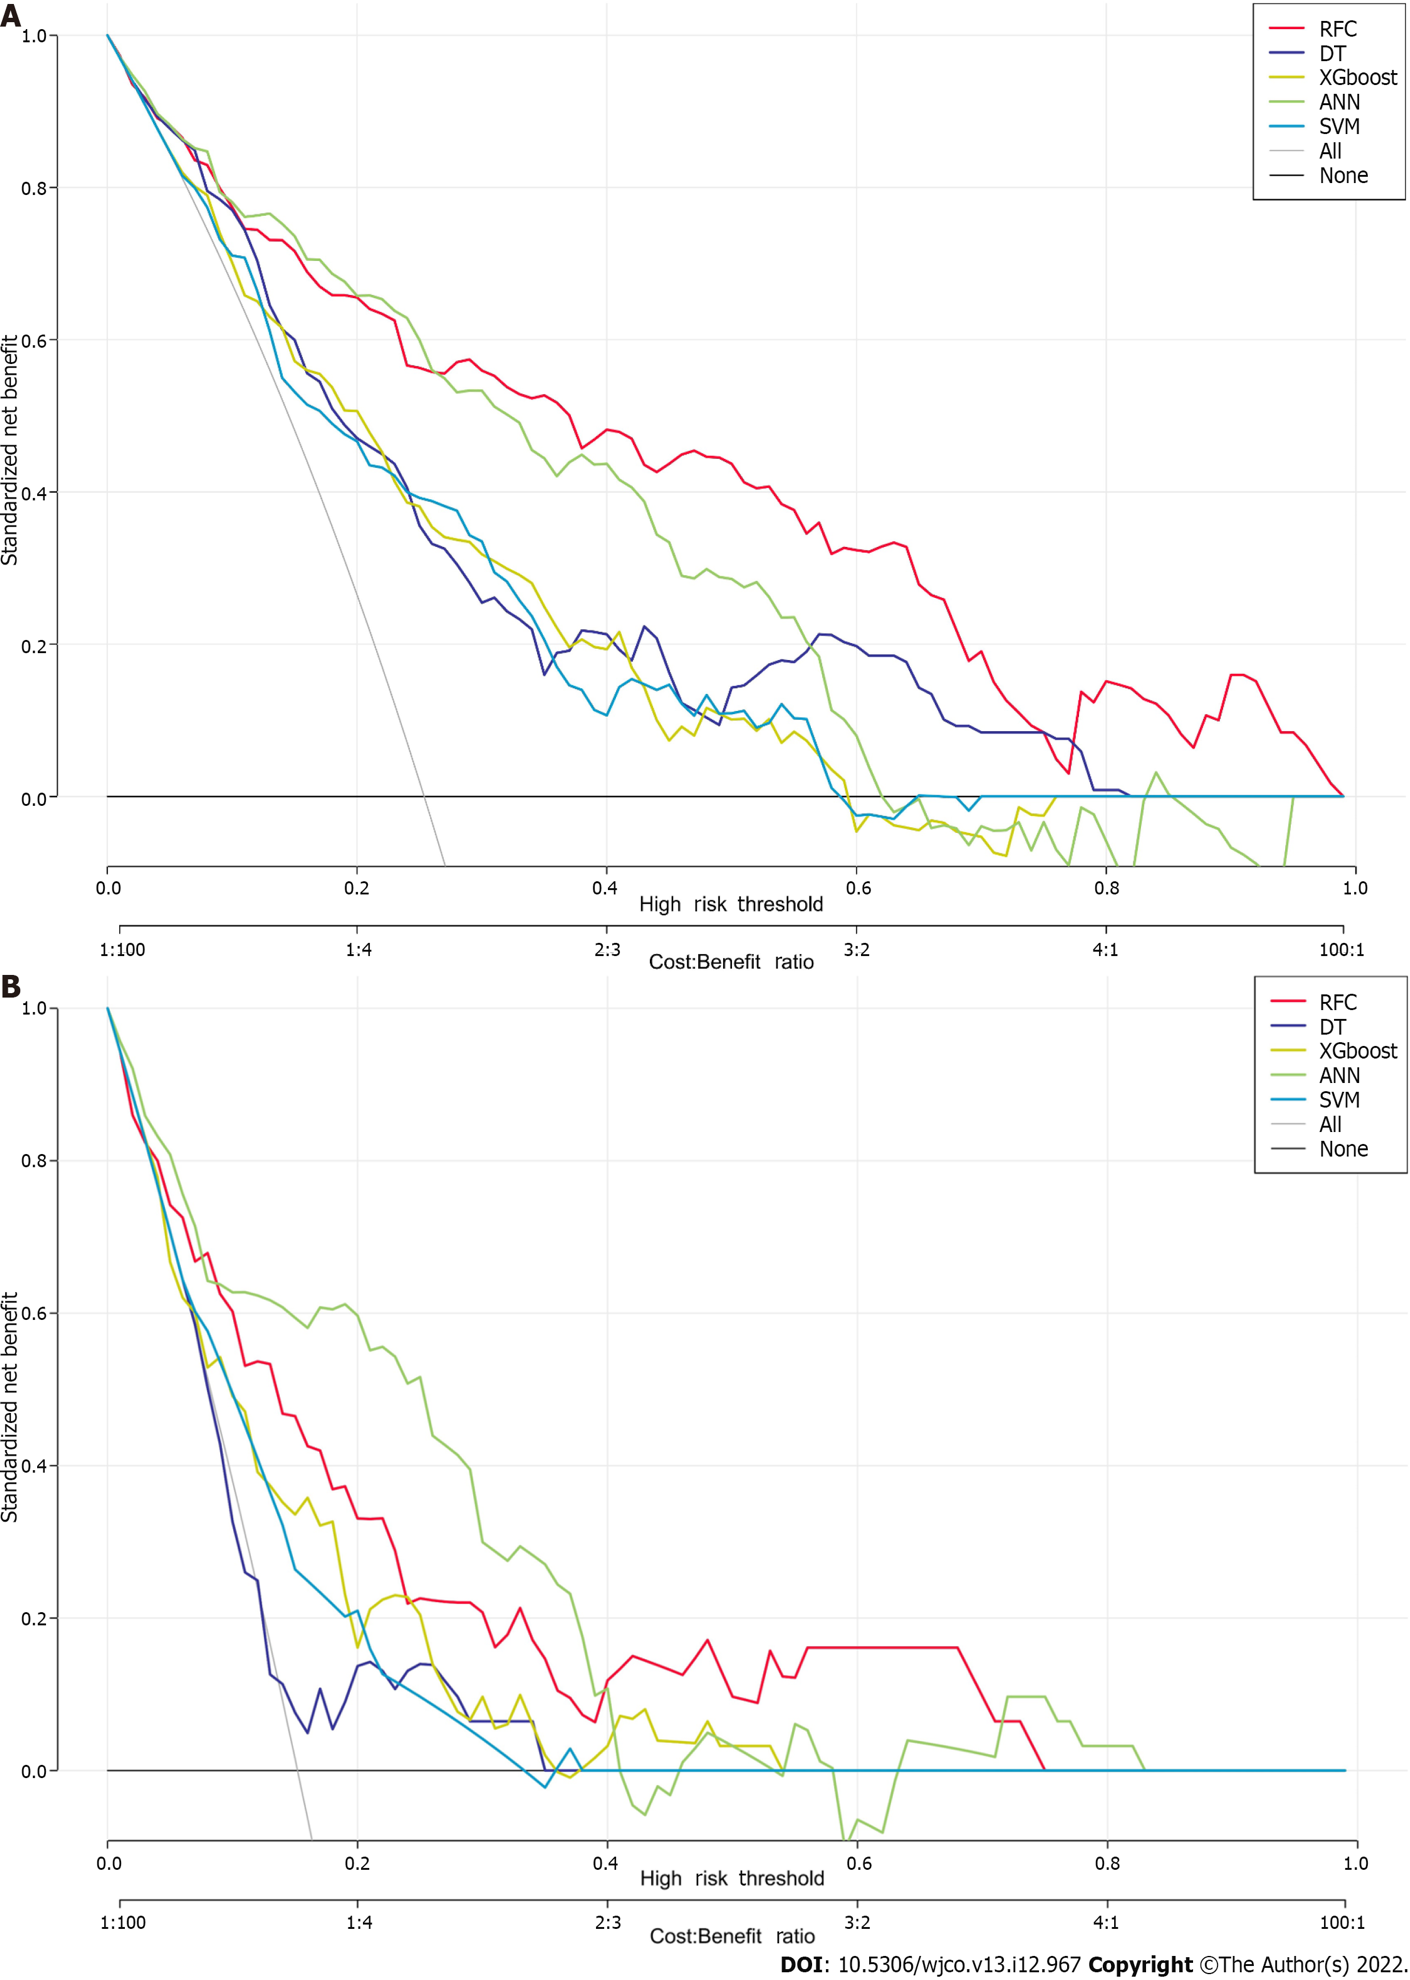 A
RFC
DT
XGboost
ANN
SVM
All
None
1.0
0.8
0.6
0.4
0.2
0.0
Standardized net benefit
0.0 0.2 0.4 0.6 0.8 1.0
High risk threshold
1:100 1:4 2:3 3:2 4:1 100:1
Cost:Benefit ratio
B
RFC
DT
XGboost
ANN
SVM
All
None
1.0
0.8
0.6
0.4
0.2
0.0
Standardized net benefit
0.0 0.2 0.4 0.6 0.8 1.0
High risk threshold
1:100 1:4 2:3 3:2 4:1 100:1
Cost:Benefit ratio
DOI: 10.5306/wjco.v13.i12.967 Copyright ©The Author(s) 2022.